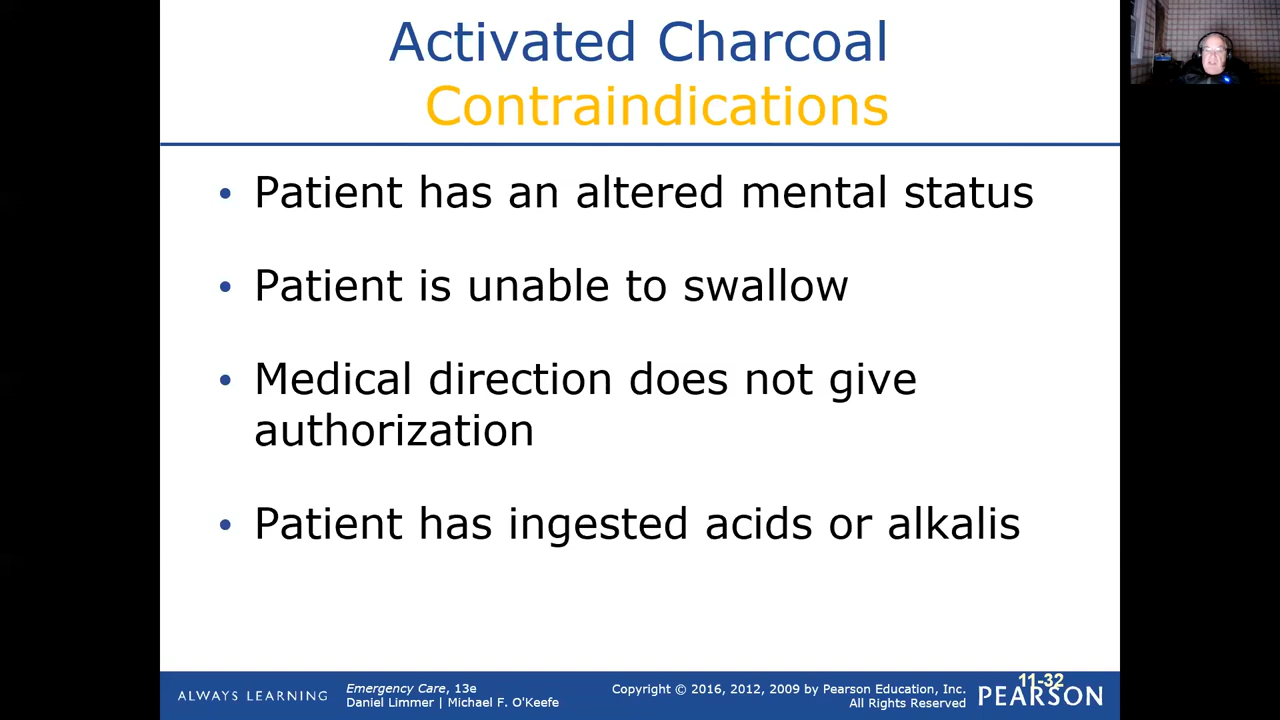 Activated Charcoal
Contraindications
• Patient has an altered mental status
• Patient is unable to swallow
• Medical direction does not give
authorization
• Patient has ingested acids or alkalis
ALWAYS LEARNING
Emergency Care, 13e
Daniel Limmer | Michael F. O'Keefe
Copyright © 2016, 2012, 2009 by Pearson Education, Inc.
All Rights Reserved
11-32
PEARSON